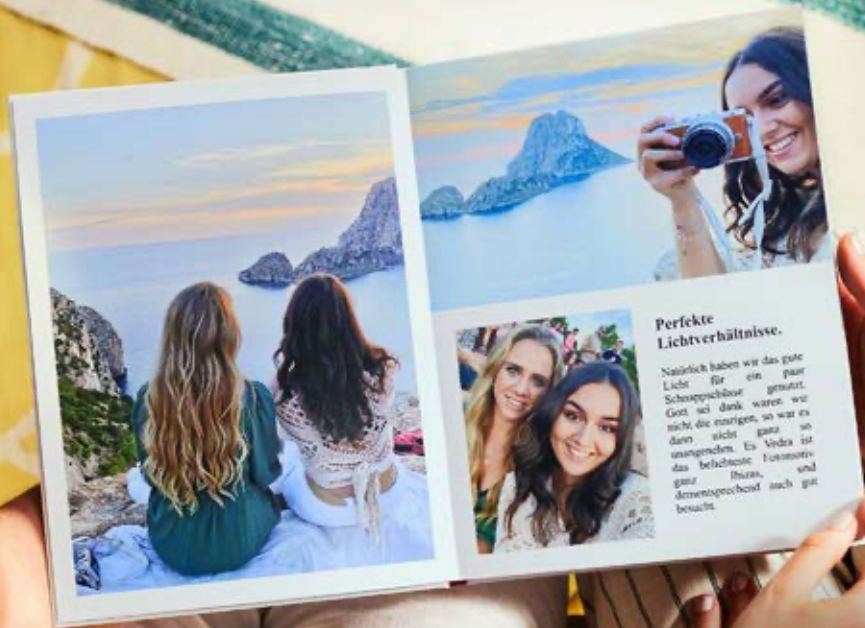 Perfekte
Lichtverhältnisse.
Natürlich haben wir das gute
Licht für ein paar
Schnappschüsse genutzt.
Gott sei dank waren wir
nicht die einzigen, so war es
dann nicht ganz so
unangenehm. Es Vedra ist
das beliebteste Fotomotiv
ganz Ibizas, und
dementsprechend auch gut
besucht.